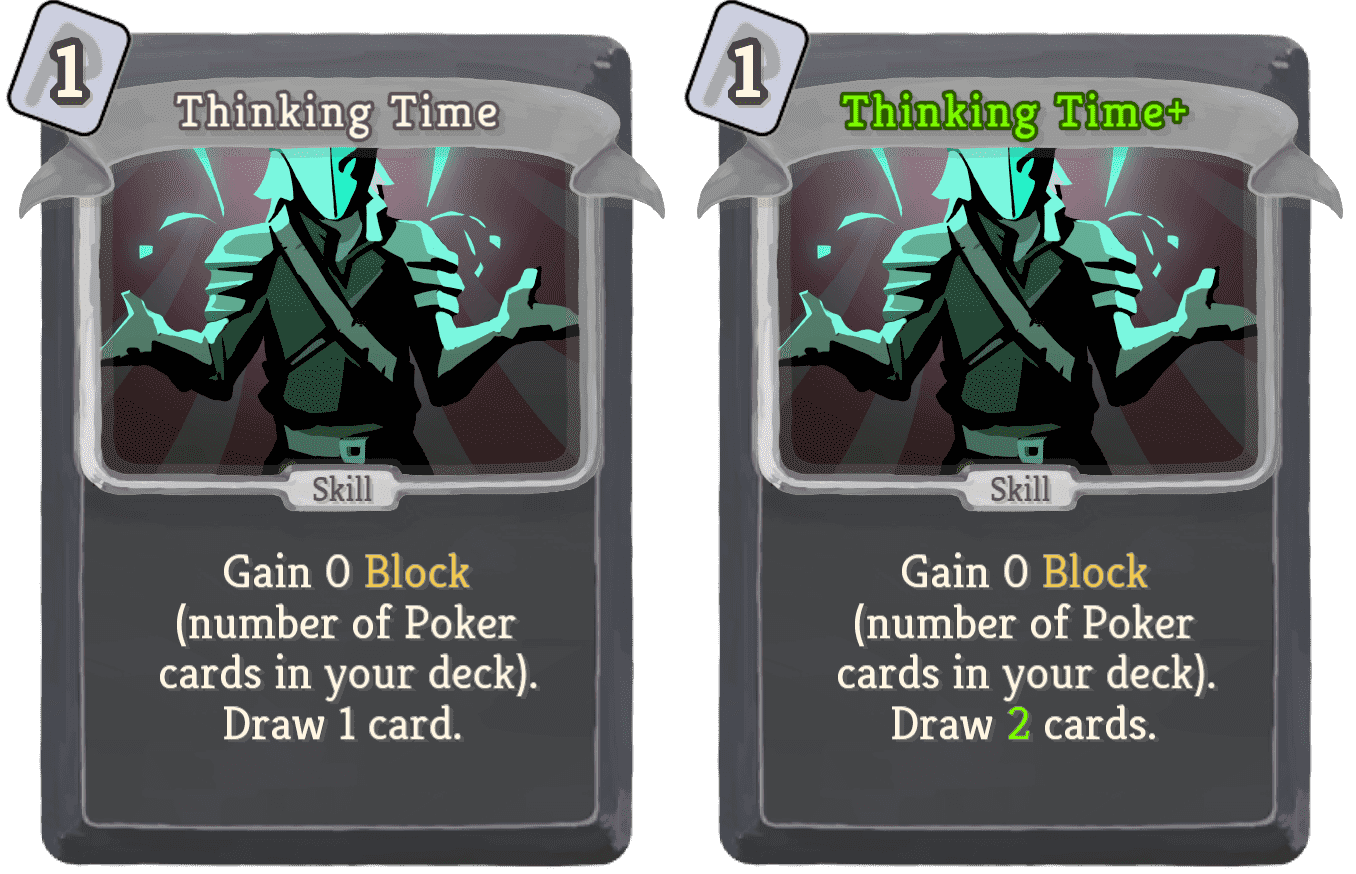 1
Thinking Time
Skill
Gain 0 Block
(number of Poker
cards in your deck).
Draw 1 card.
1
Thinking Time+
Skill
Gain 0 Block
(number of Poker
cards in your deck).
Draw 2 cards.